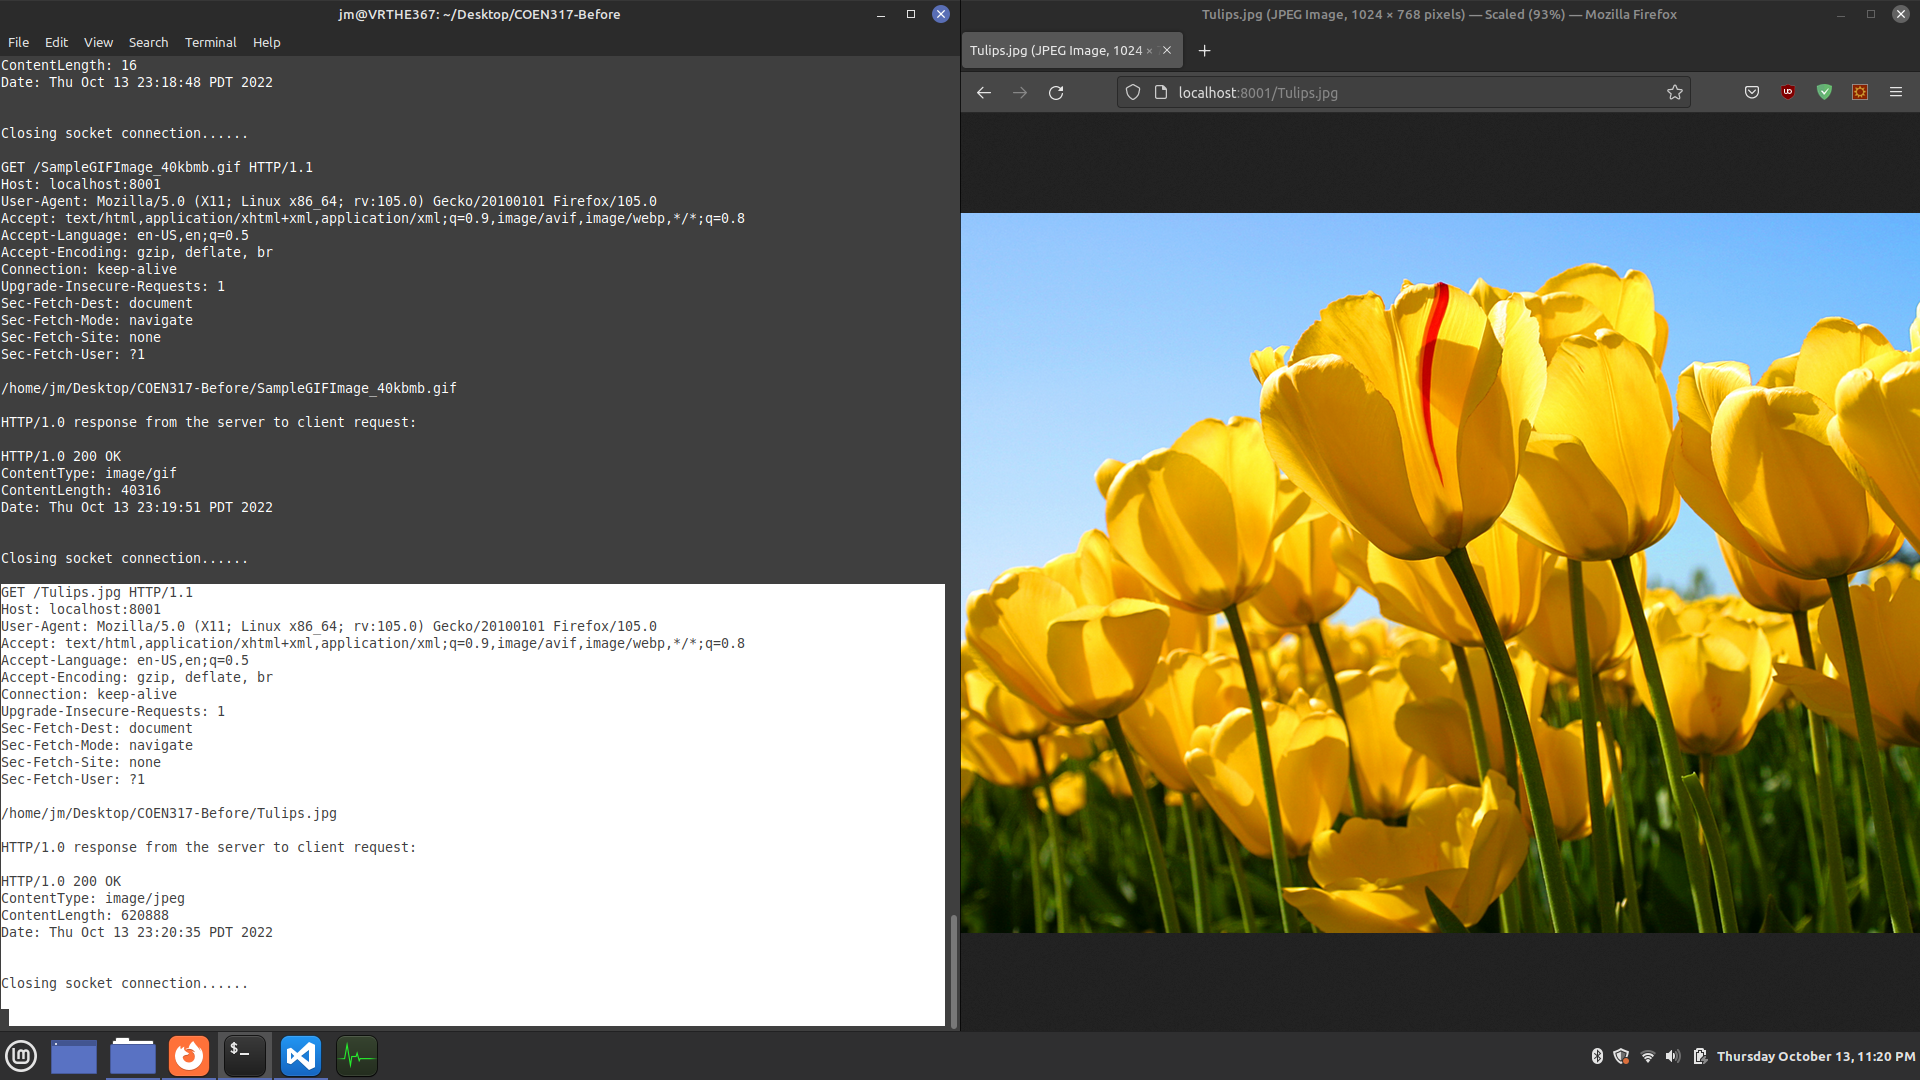 jm@VRTHE367: ~/Desktop/COEN317-Before
File Edit View Search Terminal Help
ContentLength: 16
Date: Thu Oct 13 23:18:48 PDT 2022
Closing socket connection......
GET /SampleGIFImage_40kbmb.gif HTTP/1.1
Host: localhost:8001
User-Agent: Mozilla/5.0 (X11; Linux x86_64; rv:105.0) Gecko/20100101 Firefox/105.0
Accept: text/html,application/xhtml+xml,application/xml;q=0.9,image/avif,image/webp,*/*;q=0.8
Accept-Language: en-US,en;q=0.5
Accept-Encoding: gzip, deflate, br
Connection: keep-alive
Upgrade-Insecure-Requests: 1
Sec-Fetch-Dest: document
Sec-Fetch-Mode: navigate
Sec-Fetch-Site: none
Sec-Fetch-User: ?1
/home/jm/Desktop/COEN317-Before/SampleGIFImage_40kbmb.gif
HTTP/1.0 response from the server to client request:
HTTP/1.0 200 OK
ContentType: image/gif
ContentLength: 40316
Date: Thu Oct 13 23:19:51 PDT 2022
Closing socket connection......
GET /Tulips.jpg HTTP/1.1
Host: localhost:8001
User-Agent: Mozilla/5.0 (X11; Linux x86_64; rv:105.0) Gecko/20100101 Firefox/105.0
Accept: text/html,application/xhtml+xml,application/xml;q=0.9,image/avif,image/webp,*/*;q=0.8
Accept-Language: en-US,en;q=0.5
Accept-Encoding: gzip, deflate, br
Connection: keep-alive
Upgrade-Insecure-Requests: 1
Sec-Fetch-Dest: document
Sec-Fetch-Mode: navigate
Sec-Fetch-Site: none
Sec-Fetch-User: ?1
/home/jm/Desktop/COEN317-Before/Tulips.jpg
HTTP/1.0 response from the server to client request:
HTTP/1.0 200 OK
ContentType: image/jpeg
ContentLength: 620888
Date: Thu Oct 13 23:20:35 PDT 2022
Closing socket connection......
Tulips.jpg (JPEG Image, 1024 × 768 pixels) — Scaled (93%) — Mozilla Firefox
Tulips.jpg (JPEG Image, 1024 ×
localhost:8001/Tulips.jpg
Thursday October 13, 11:20 PM